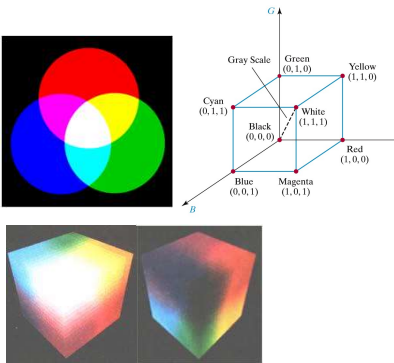 G
Gray Scale
Green
(0, 1, 0)
Yellow
(1, 1, 0)
Cyan
(0, 1, 1)
White
(1, 1, 1)
Black
(0, 0, 0)
Red
(1, 0, 0)
Blue
(0, 0, 1)
Magenta
(1, 0, 1)
B